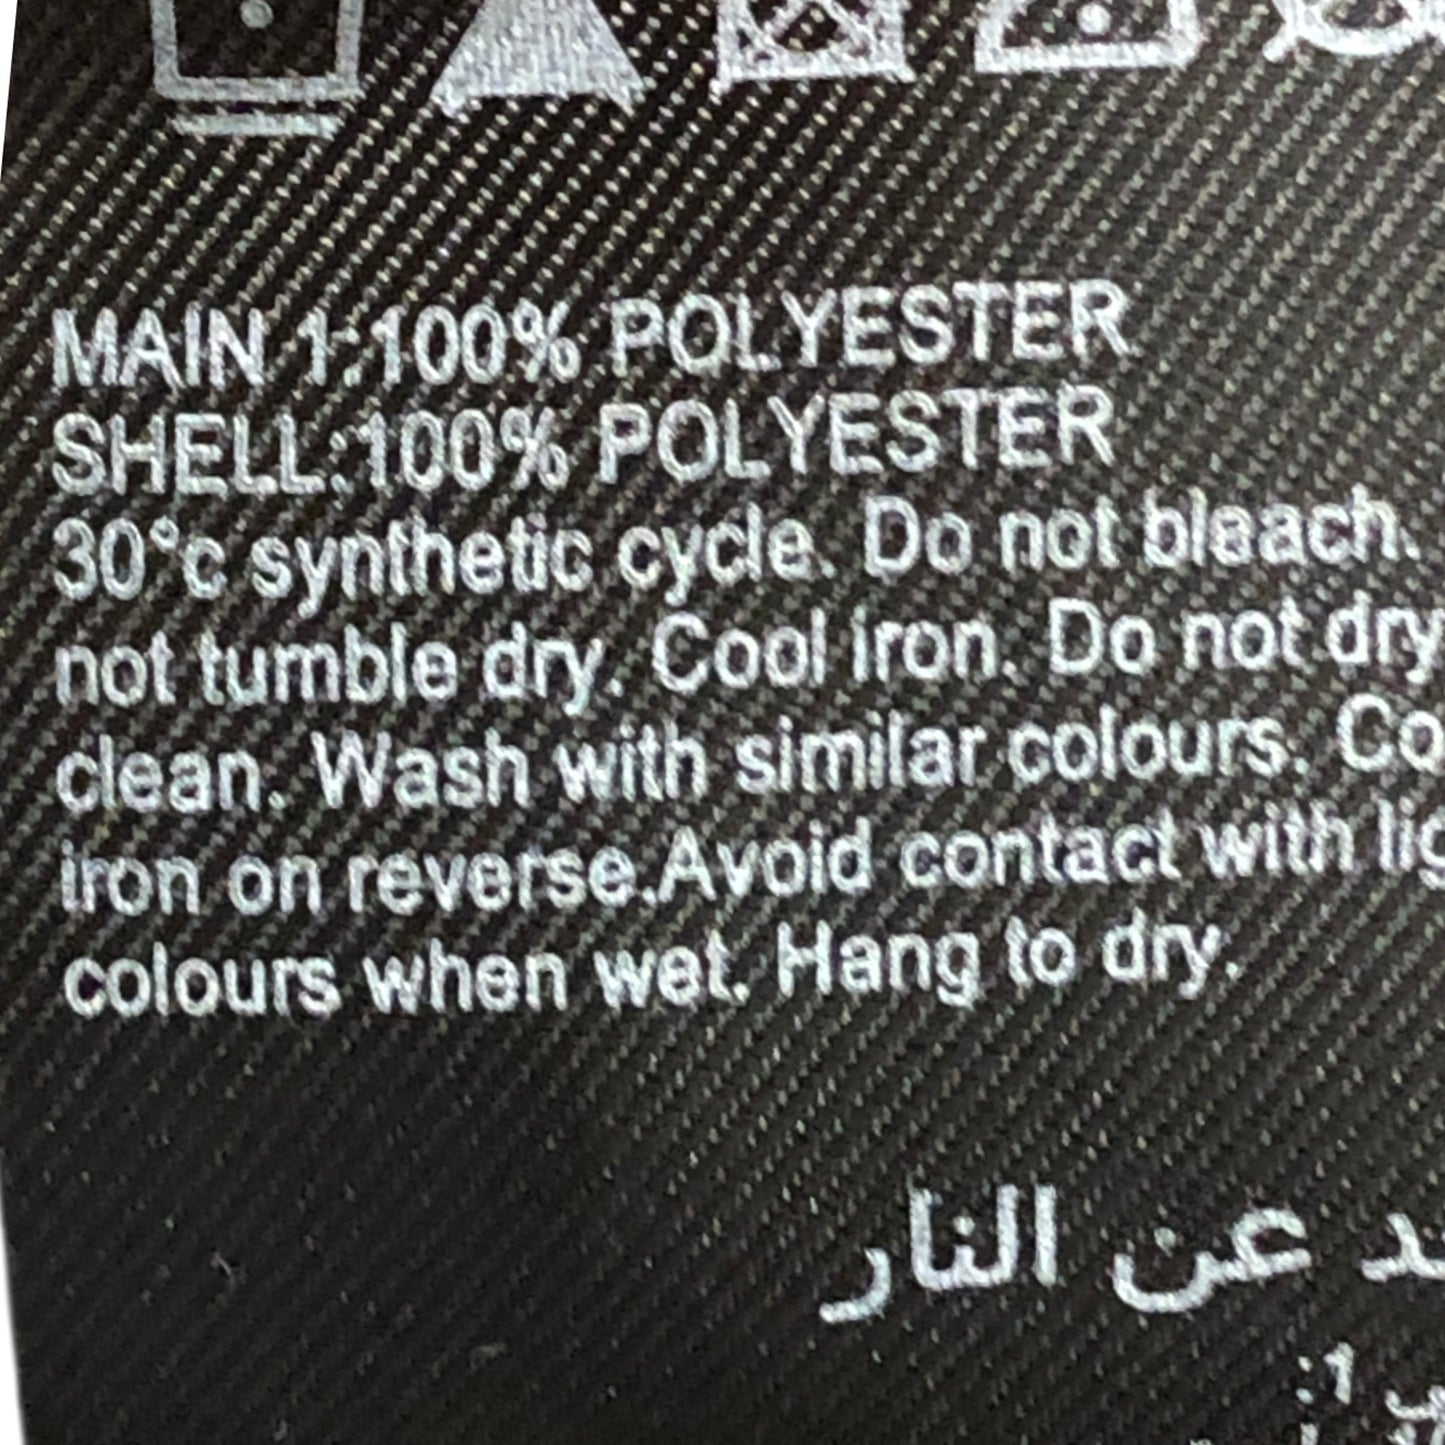 MAIN 1:100% POLYESTER
SHELL:100% POLYESTER
30°c synthetic cycle. Do not bleach.
not tumble dry. Cool iron. Do not dry
clean. Wash with similar colours.
iron on reverse.Avoid contact with
colours when wet. Hang to dry.
عن النار
1: